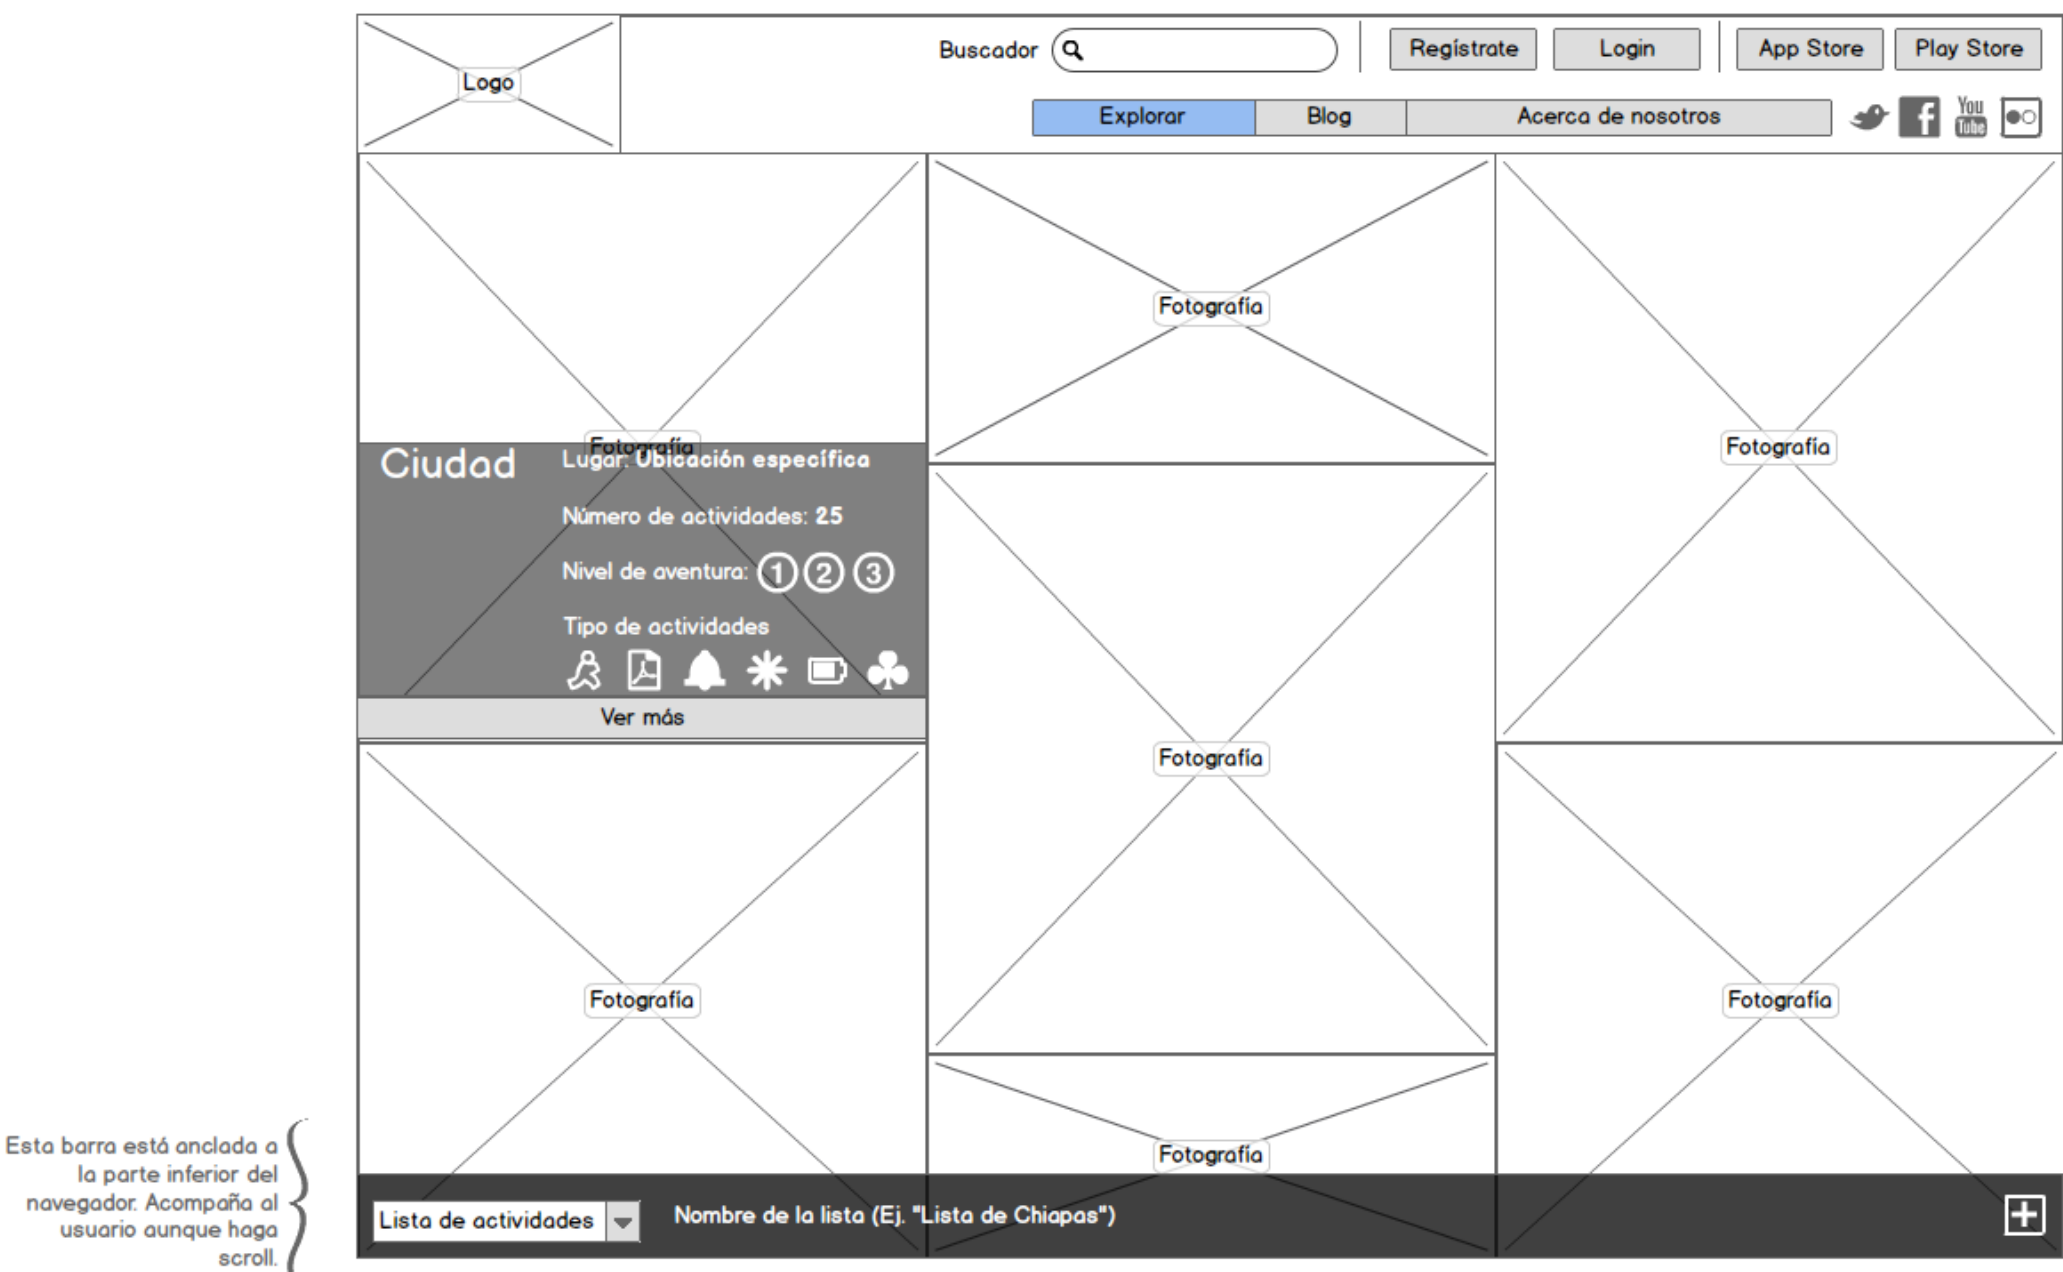 Logo
Buscador
Regístrate
Login
App Store
Play Store
Explorar
Blog
Acerca de nosotros
You
Tube
Fotografía
Fotografía
Fotografía
Ciudad
Lugar: Ubicación específica
Número de actividades: 25
Nivel de aventura: 1 2 3
Tipo de actividades
Ver más
Fotografía
Fotografía
Fotografía
Fotografía
Esta barra está anclada a
la parte inferior del
navegador. Acompaña al
usuario aunque haga
scroll.
Lista de actividades
Nombre de la lista (Ej. "Lista de Chiapas")